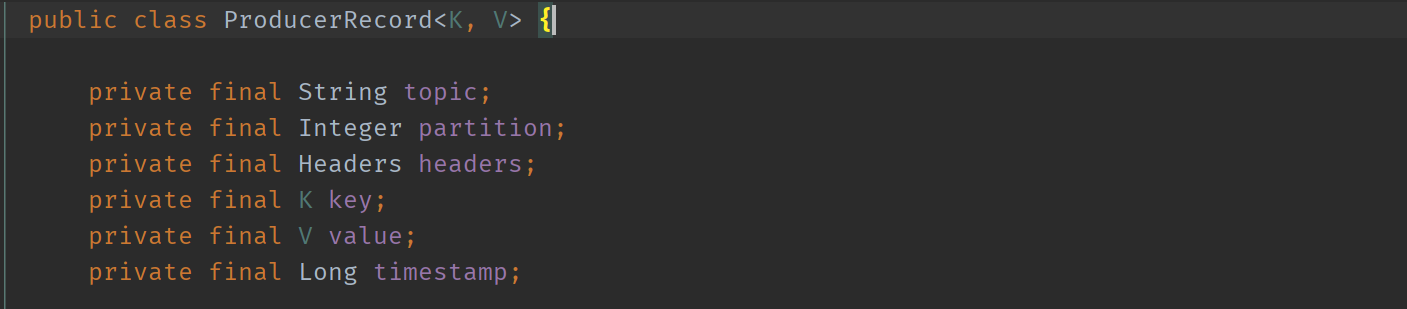 public class ProducerRecord<K, V> {
private final String topic;
private final Integer partition;
private final Headers headers;
private final K key;
private final V value;
private final Long timestamp;